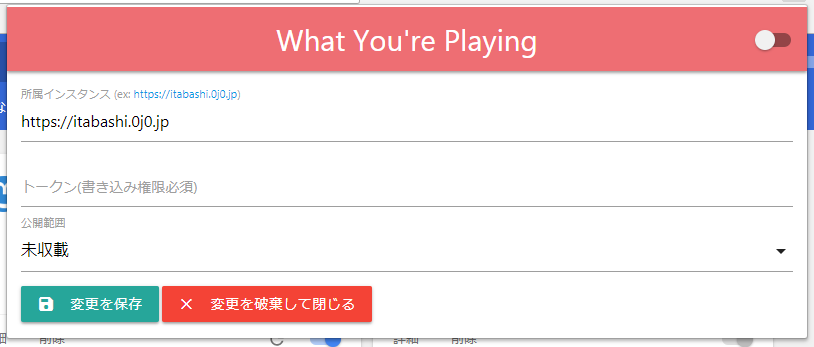 What You're Playing
所属インスタンス (ex: https://itabashi.0j0.jp)
https://itabashi.0j0.jp
トークン(書き込み権限必須)
公開範囲
未収載
変更を保存
変更を破棄して閉じる
詳細
削除
削除